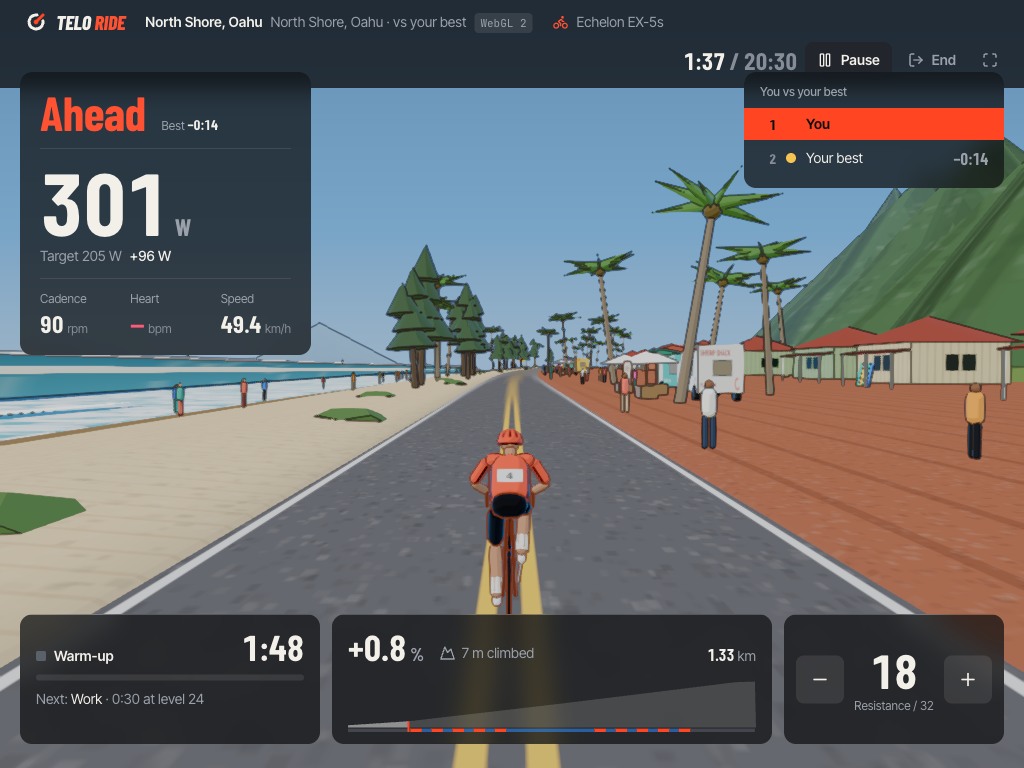 TELO RIDE North Shore, Oahu North Shore, Oahu · vs your best WebGL 2 Echelon EX-5s
1:37 / 20:30 Pause End
Ahead Best –0:14
301 W
Target 205 W +96 W
Cadence Heart Speed
90 rpm – bpm 49.4 km/h
You vs your best
1 You
2 Your best –0:14
4
Warm-up 1:48
Next: Work · 0:30 at level 24
+0.8 % 7 m climbed 1.33 km
– 18 +
Resistance / 32